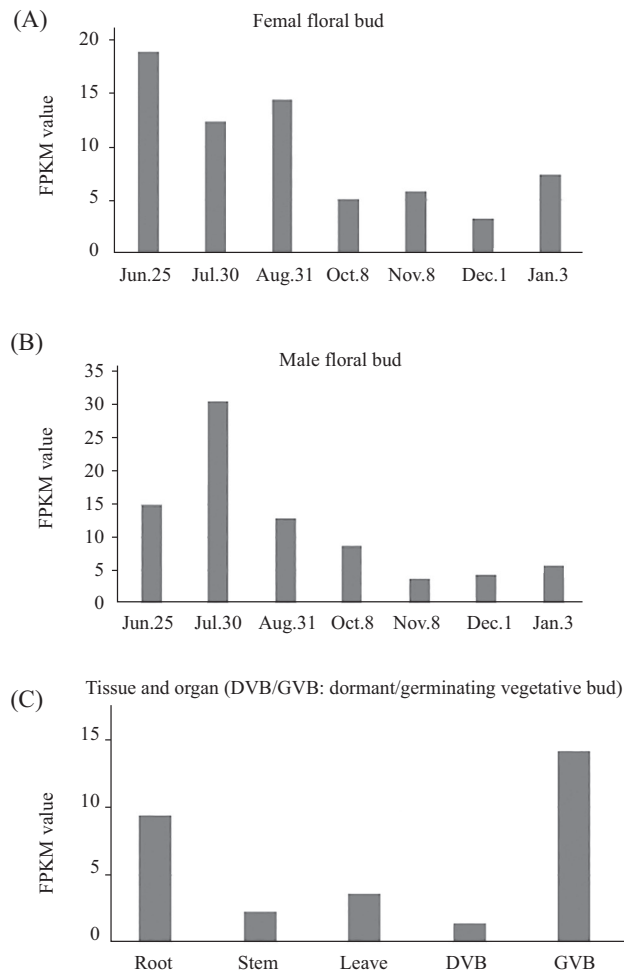 (A)
Femal floral bud
FPKM value
20
15
10
5
0
Jun.25 Jul.30 Aug.31 Oct.8 Nov.8 Dec.1 Jan.3
(B)
Male floral bud
FPKM value
35
30
25
20
15
10
5
0
Jun.25 Jul.30 Aug.31 Oct.8 Nov.8 Dec.1 Jan.3
(C)
Tissue and organ (DVB/GVB: dormant/germinating vegetative bud)
FPKM value
15
10
5
0
Root Stem Leave DVB GVB